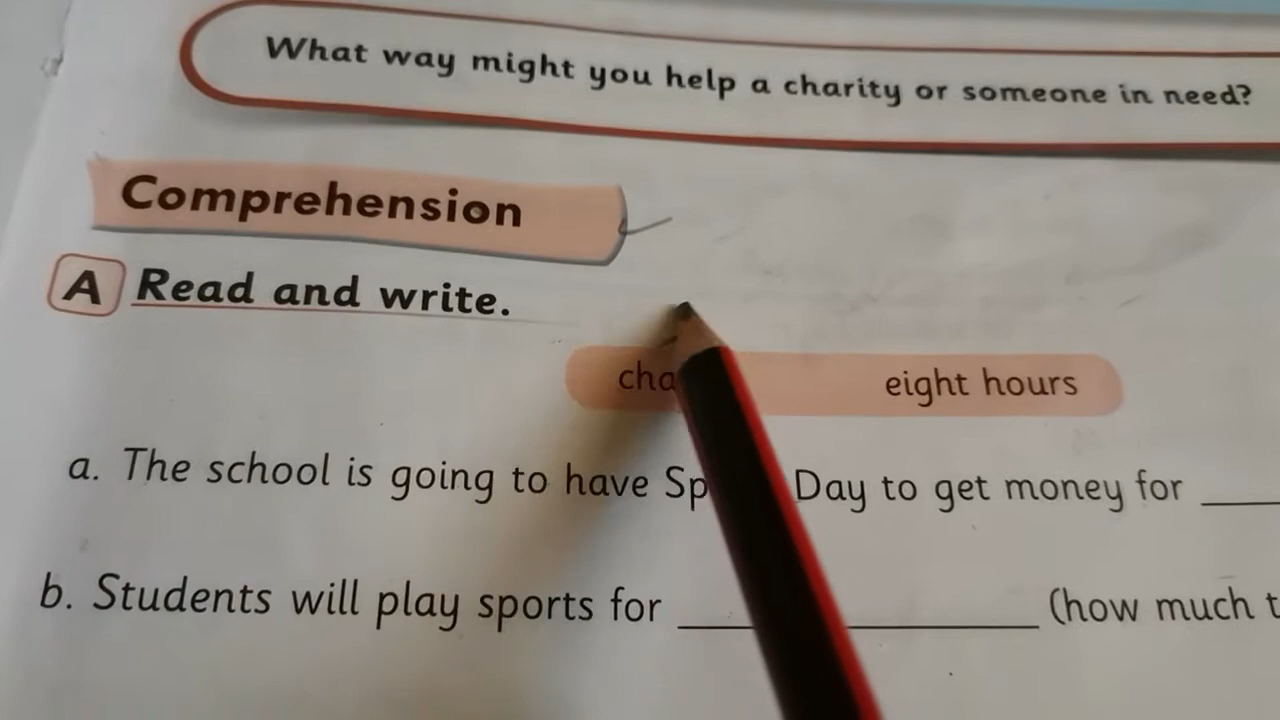 What way might you help a charity or someone in need?
Comprehension
A Read and write.
eight hours
a. The school is going to have Day to get money for
b. Students will play sports for (how much